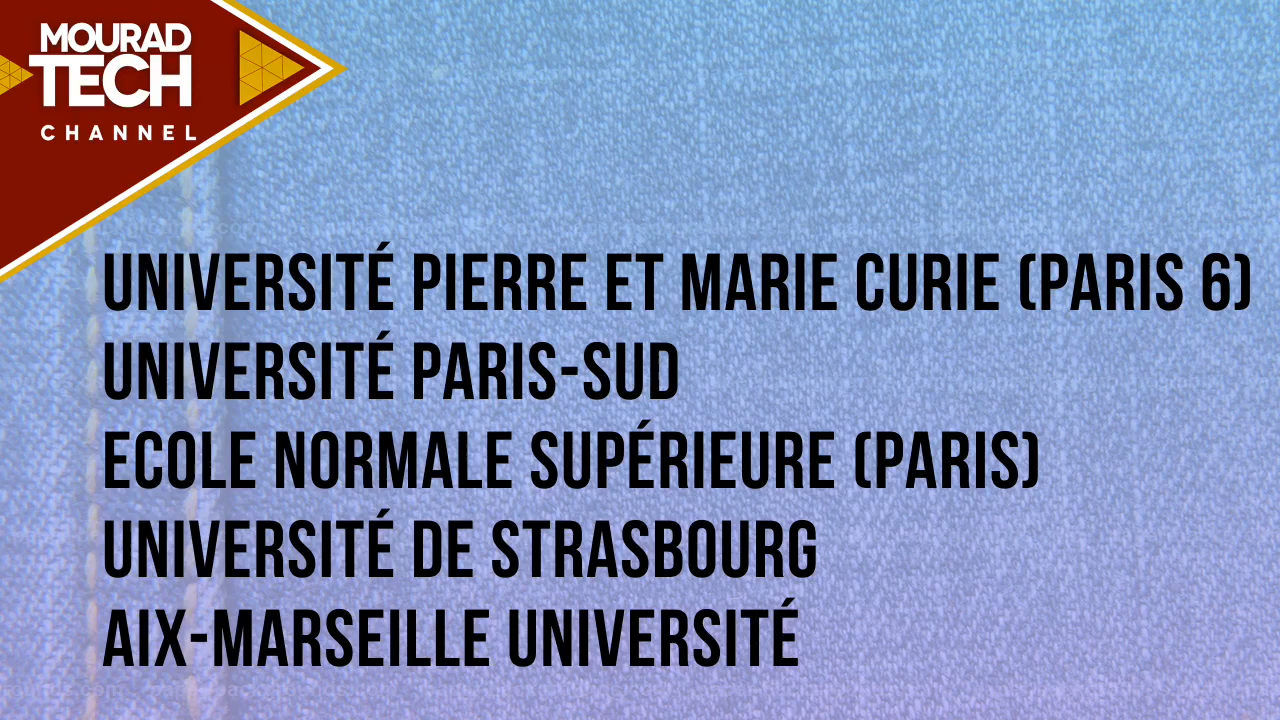 MOURAD
TECH
CHANNEL
UNIVERSITÉ PIERRE ET MARIE CURIE (PARIS 6)
UNIVERSITÉ PARIS-SUD
ECOLE NORMALE SUPÉRIEURE (PARIS)
UNIVERSITÉ DE STRASBOURG
AIX-MARSEILLE UNIVERSITÉ